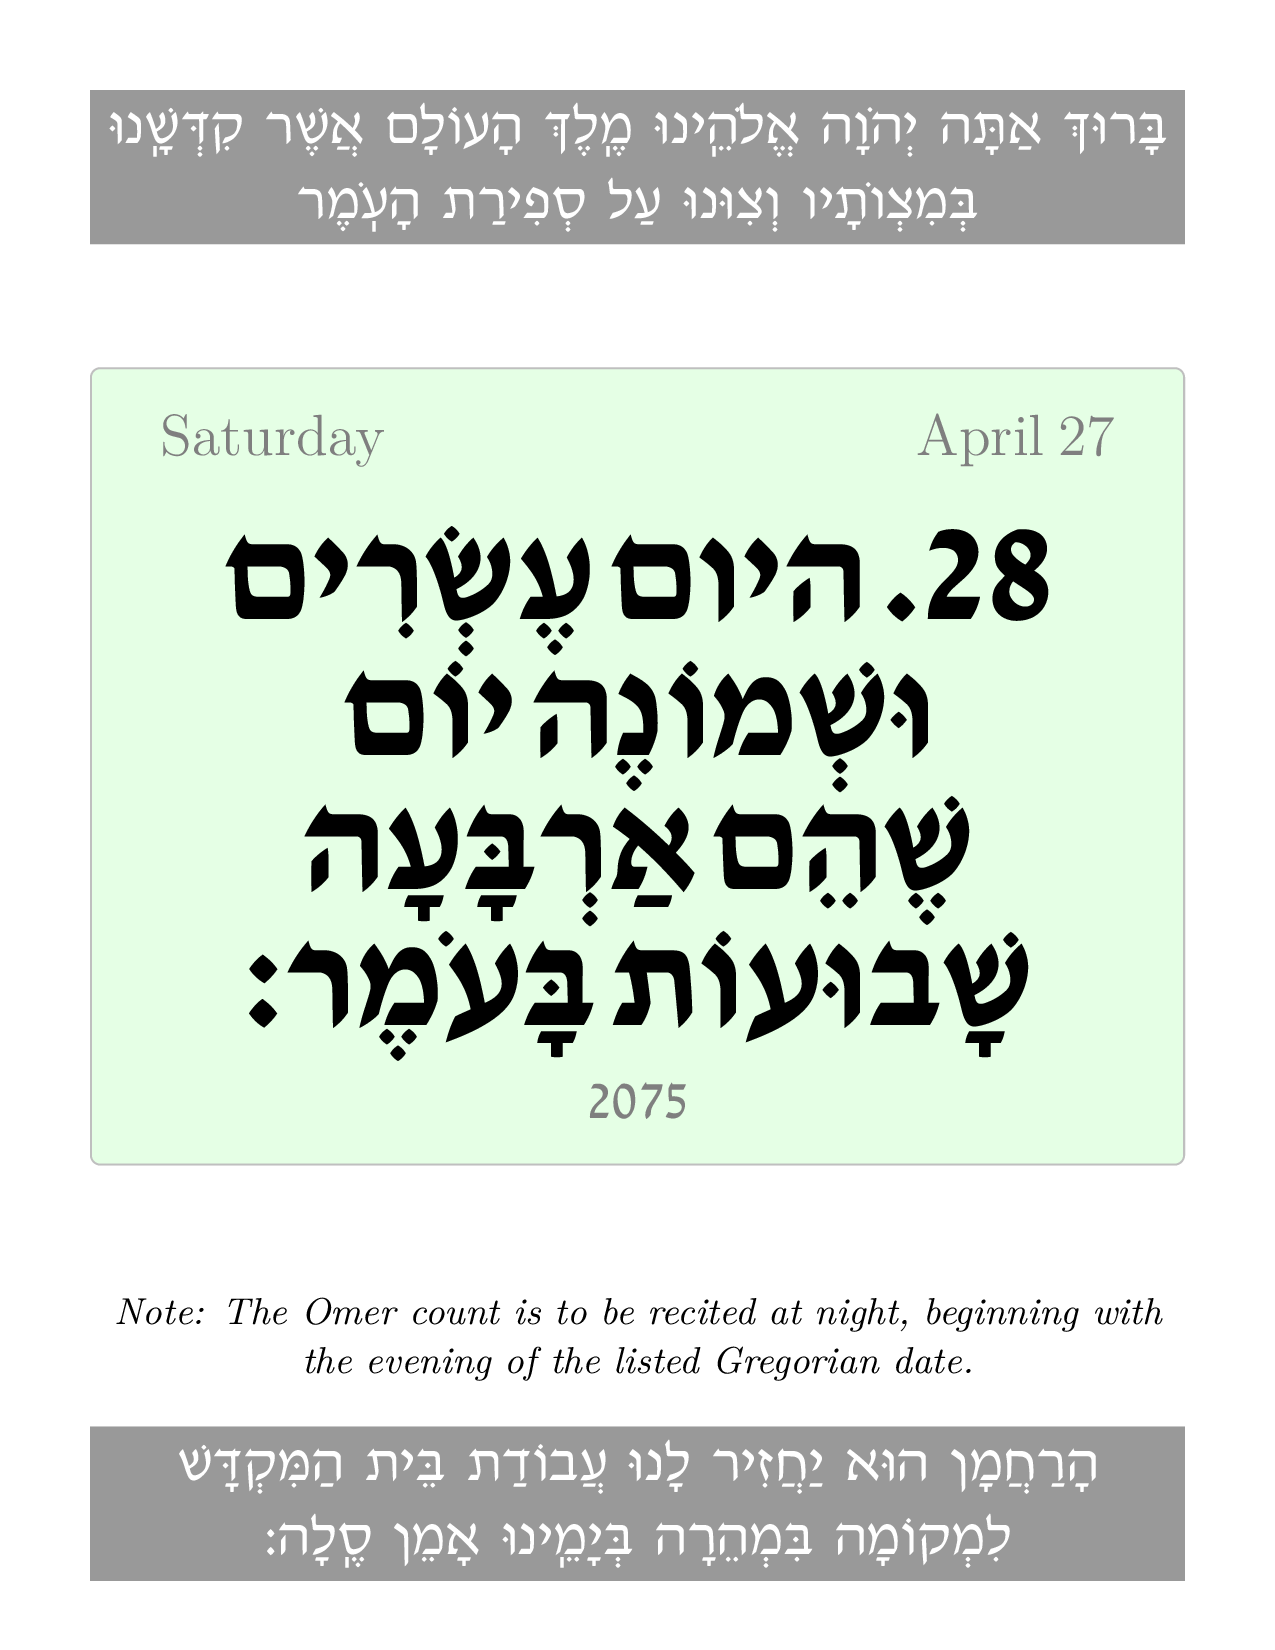 בָּרוּךְ אַתָּה יְהֹוָה אֱלֹהֵֽינוּ מֶֽלֶךְ הָעוֹלָם אֲשֶׁר קִדְּשָֽׁנוּ
בְּמִצְוֹתָיו וְצִוּנוּ עַל סְפִירַת הָעֹֽמֶר
Saturday April 27
28. היום עֶשְׂרִים
וּשְׁמוֹנֶה יוֹם
שֶׁהֵם אַרְבָּעָה
שָׁבוּעוֹת בָּעֹמֶר:
2075
Note: The Omer count is to be recited at night, beginning with
the evening of the listed Gregorian date.
הָרַחֲמָן הוּא יַחֲזִיר לָנוּ עֲבוֹדַת בֵּית הַמִּקְדָּשׁ
לִמְקוֹמָהּ בִּמְהֵרָה בְּיָמֵֽינוּ אָמֵן סֶֽלָה: